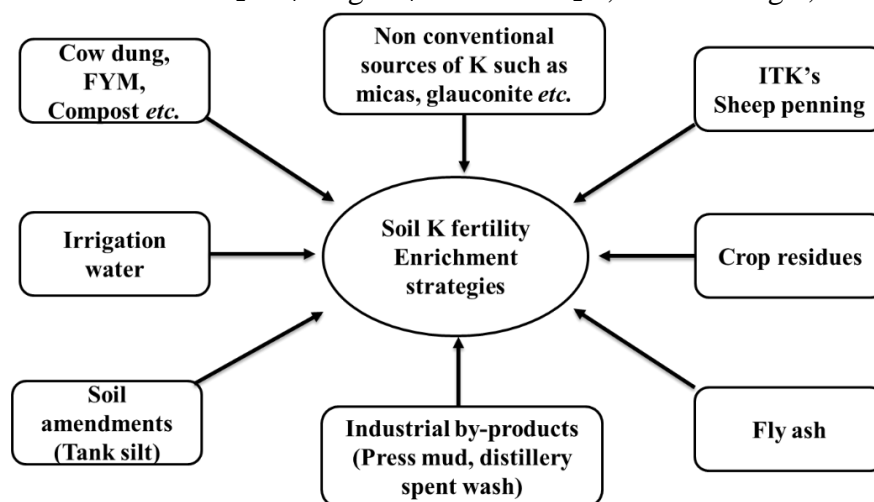 Cow dung,
FYM,
Compost etc.
Non conventional
sources of K such as
micas, glauconite etc.
ITK's
Sheep penning
Irrigation
water
Soil K fertility
Enrichment
strategies
Crop residues
Soil
amendments
(Tank silt)
Industrial by-products
(Press mud, distillery
spent wash)
Fly ash